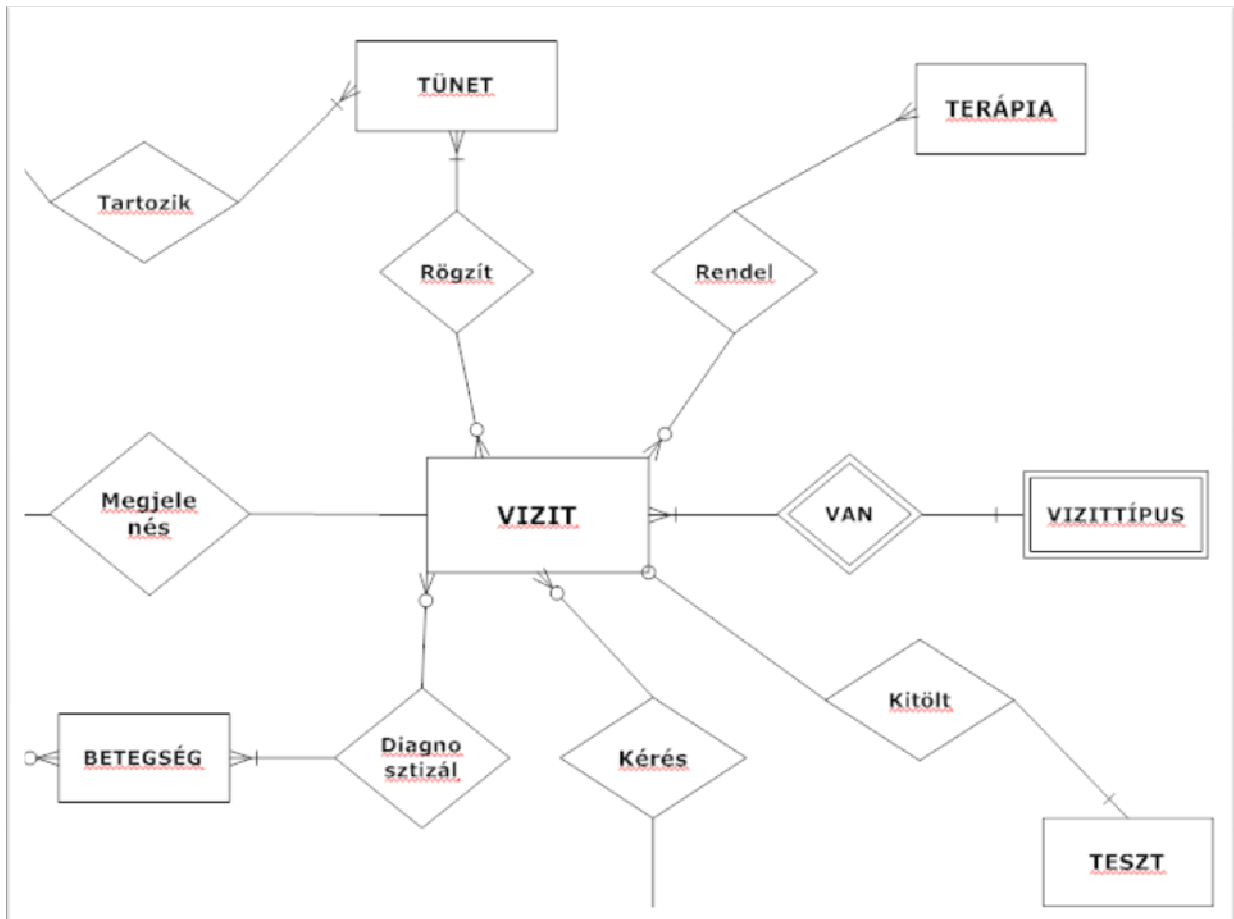 TÜNET
TERÁPIA
Tartozik
Rögzít
Rendel
Megjele
nés
VIZIT
VAN
VIZITTÍPUS
Kitölt
BETEGSÉG
Diagno
sztizál
Kérés
TESZT